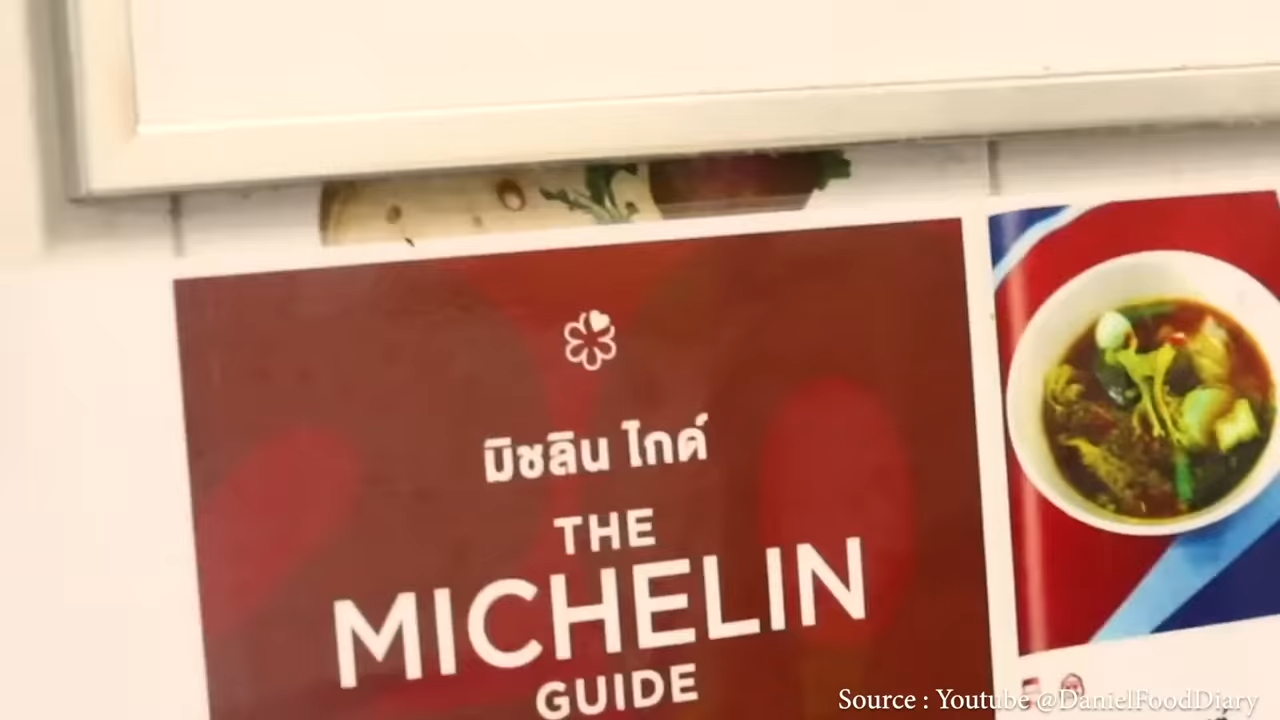 มิชลิน ไกด์
THE
MICHELIN
GUIDE
Source : Youtube @DanielFoodDiary